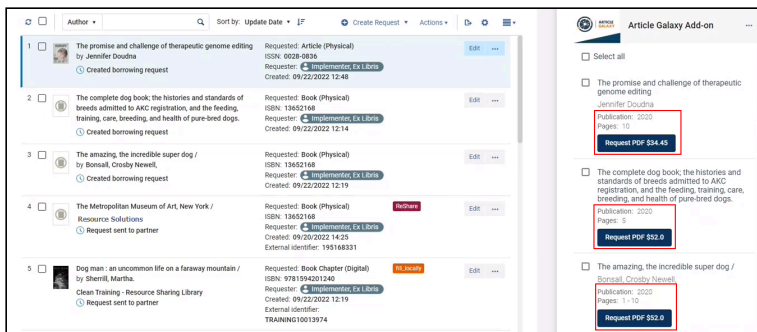 Author
Sort by: Update Date
Create Request
Actions
1
The promise and challenge of therapeutic genome editing
by Jennifer Doudna
Created borrowing request
Requested: Article (Physical)
ISSN: 0028-0836
Requester: Implementer, Ex Libris
Created: 09/22/2022 12:48
Edit
2
The complete dog book; the histories and standards of
breeds admitted to AKC registration, and the feeding,
training, care, breeding, and health of pure-bred dogs.
Created borrowing request
Requested: Book (Physical)
ISBN: 13652168
Requester: Implementer, Ex Libris
Created: 09/22/2022 12:14
Edit
3
The amazing, the incredible super dog /
by Bonsall, Crosby Newell,
Created borrowing request
Requested: Book (Physical)
ISBN: 13652168
Requester: Implementer, Ex Libris
Created: 09/22/2022 12:19
Edit
4
The Metropolitan Museum of Art, New York /
Resource Solutions
Request sent to partner
Requested: Book (Physical)
ISBN: 13652168
Requester: Implementer, Ex Libris
Created: 09/20/2022 14:25
External identifier: 195168331
ReShare
Edit
5
Dog man : an uncommon life on a faraway mountain /
by Sherrill, Martha.
Clean Training - Resource Sharing Library
Request sent to partner
Requested: Book Chapter (Digital)
ISBN: 9781594201240
Requester: Implementer, Ex Libris
Created: 09/22/2022 12:19
External identifier:
TRAINING10013974
fill_locally
Edit
ARTICLE
GALAXY
Article Galaxy Add-on
Select all
The promise and challenge of therapeutic
genome editing
Jennifer Doudna
Publication: 2020
Pages: 10
Request PDF $34.45
The complete dog book; the histories and
standards of breeds admitted to AKC
registration, and the feeding, training, care,
breeding, and health of pure-bred dogs.
Publication: 2020
Pages: 5
Request PDF $52.0
The amazing, the incredible super dog /
Bonsall, Crosby Newell,
Publication: 2020
Pages: 1-10
Request PDF $52.0